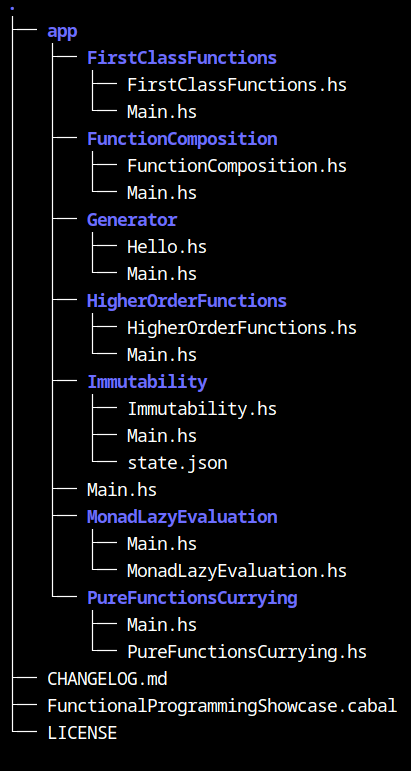 .
├── app
│   ├── FirstClassFunctions
│   │   ├── FirstClassFunctions.hs
│   │   └── Main.hs
│   ├── FunctionComposition
│   │   ├── FunctionComposition.hs
│   │   └── Main.hs
│   ├── Generator
│   │   ├── Hello.hs
│   │   └── Main.hs
│   ├── HigherOrderFunctions
│   │   ├── HigherOrderFunctions.hs
│   │   └── Main.hs
│   ├── Immutability
│   │   ├── Immutability.hs
│   │   ├── Main.hs
│   │   └── state.json
│   ├── Main.hs
│   ├── MonadLazyEvaluation
│   │   ├── Main.hs
│   │   └── MonadLazyEvaluation.hs
│   └── PureFunctionsCurrying
│       ├── Main.hs
│       └── PureFunctionsCurrying.hs
├── CHANGELOG.md
├── FunctionalProgrammingShowcase.cabal
└── LICENSE